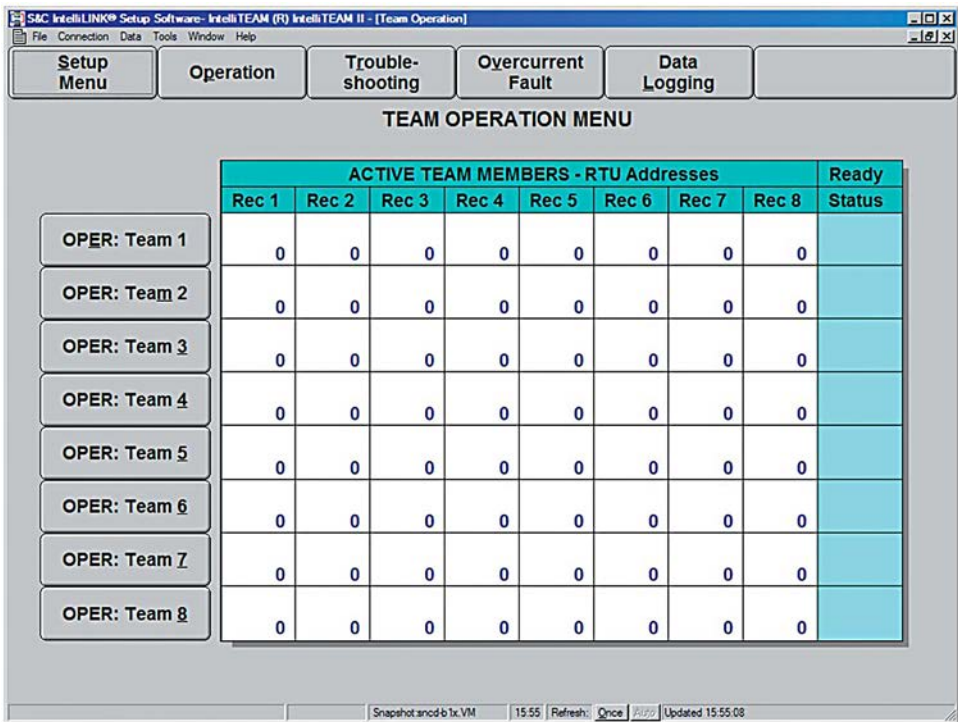 S&C IntelliLINK® Setup Software- IntelliTEAM (R) IntelliTEAM II - [Team Operation]
File Connection Data Tools Window Help
Setup Menu Operation Trouble-shooting Overcurrent Fault Data Logging
TEAM OPERATION MENU
ACTIVE TEAM MEMBERS - RTU Addresses Ready
Rec 1 Rec 2 Rec 3 Rec 4 Rec 5 Rec 6 Rec 7 Rec 8 Status
OPER: Team 1 0 0 0 0 0 0 0 0
OPER: Team 2 0 0 0 0 0 0 0 0
OPER: Team 3 0 0 0 0 0 0 0 0
OPER: Team 4 0 0 0 0 0 0 0 0
OPER: Team 5 0 0 0 0 0 0 0 0
OPER: Team 6 0 0 0 0 0 0 0 0
OPER: Team 7 0 0 0 0 0 0 0 0
OPER: Team 8 0 0 0 0 0 0 0 0
Snapshot:sncd-b1x.VM 15:55 Refresh: Once Auto Updated 15:55:08